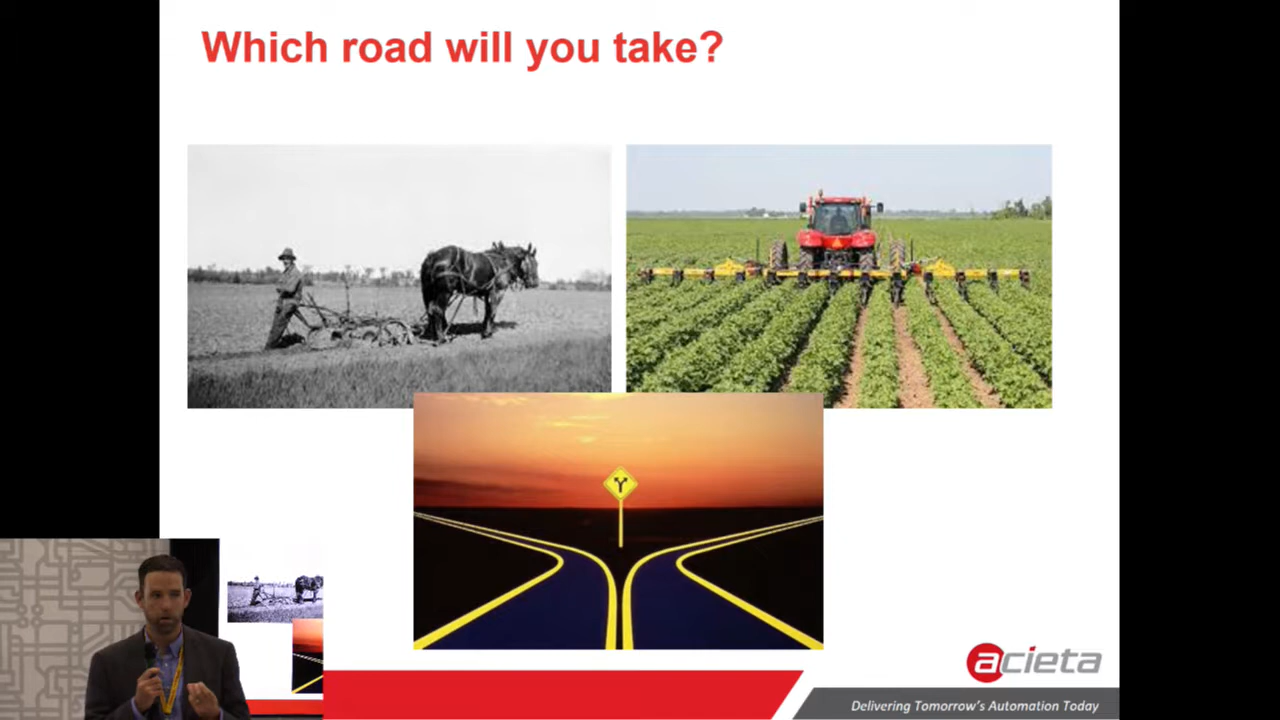 Which road will you take?
acieta
Delivering Tomorrow's Automation Today